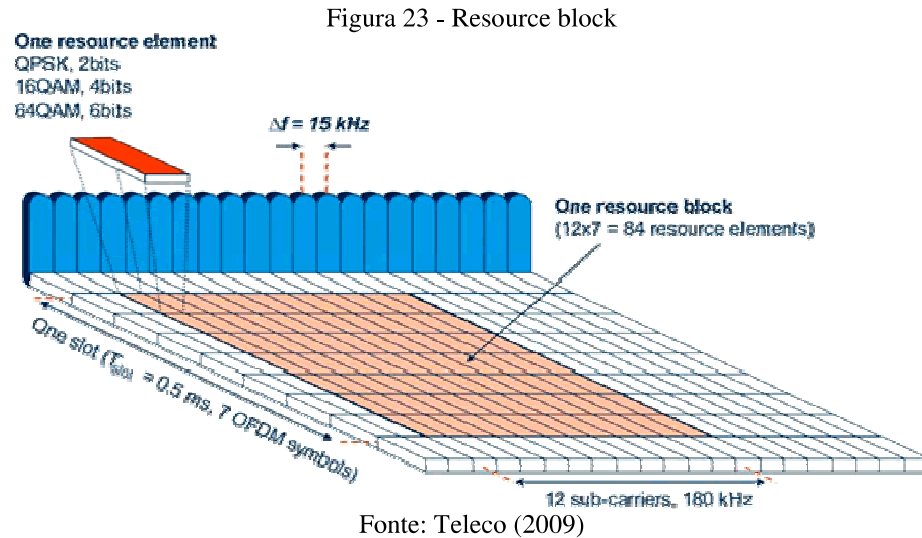 Figura 23 - Resource block
One resource element
QPSK, 2bits
16QAM, 4bits
64QAM, 6bits
Δf = 15 kHz
One resource block
(12x7 = 84 resource elements)
One slot (Tslot = 0.5 ms, 7 OFDM symbols)
12 sub-carriers, 180 kHz
Fonte: Teleco (2009)